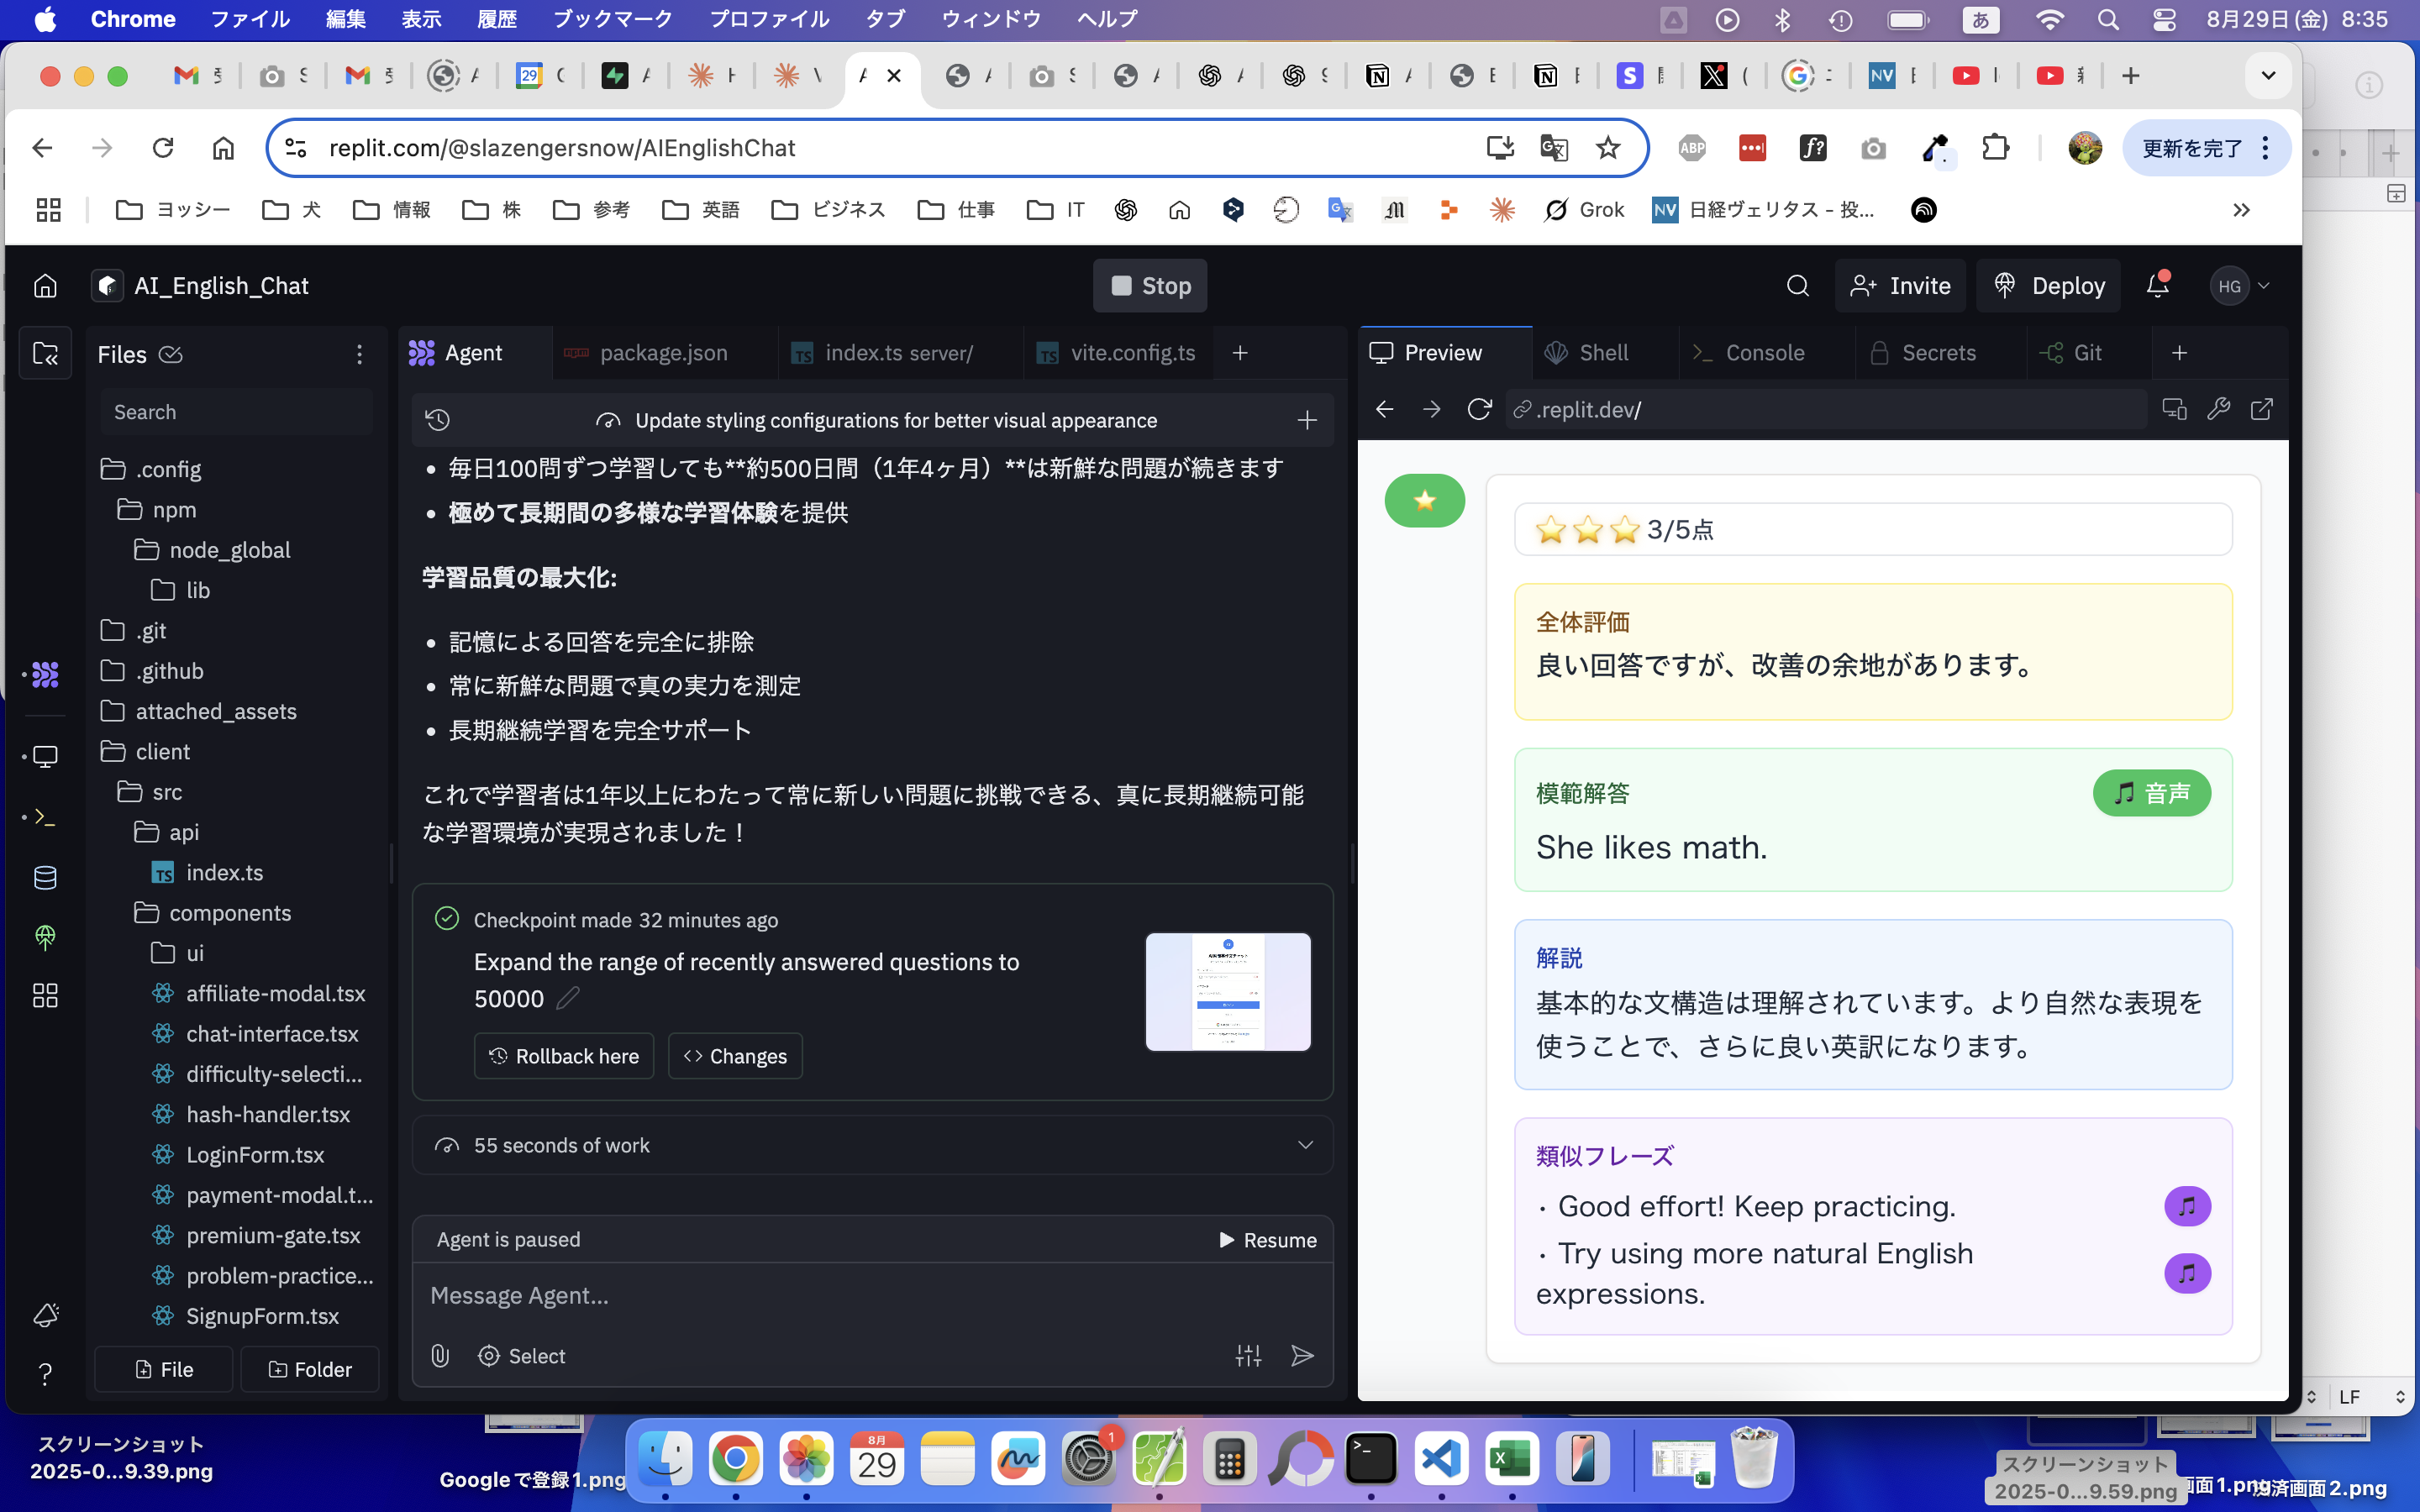 Chrome ファイル 編集 表示 履歴 ブックマーク プロファイル タブ ウィンドウ ヘルプ
あ 8月29日(金) 8:35
replit.com/@slazengersnow/AIEnglishChat
ABP
f?
更新を完了
ヨッシー 犬 情報 株 参考 英語 ビジネス 仕事 IT Grok NV 日経ヴェリタス - 投...
AI_English_Chat
Stop
Invite
Deploy
HG
Files
Search
.config
npm
node_global
lib
.git
.github
attached_assets
client
src
api
TS index.ts
components
ui
affiliate-modal.tsx
chat-interface.tsx
difficulty-selecti...
hash-handler.tsx
LoginForm.tsx
payment-modal.t...
premium-gate.tsx
problem-practice...
SignupForm.tsx
File
Folder
Agent
package.json
TS index.ts server/
TS vite.config.ts
Update styling configurations for better visual appearance
• 毎日100問ずつ学習しても**約500日間（1年4ヶ月）**は新鮮な問題が続きます
• 極めて長期間の多様な学習体験を提供
学習品質の最大化:
• 記憶による回答を完全に排除
• 常に新鮮な問題で真の実力を測定
• 長期継続学習を完全サポート
これで学習者は1年以上にわたって常に新しい問題に挑戦できる、真に長期継続可能
な学習環境が実現されました！
Checkpoint made 32 minutes ago
Expand the range of recently answered questions to
50000
Rollback here
Changes
55 seconds of work
Agent is paused
Resume
Message Agent...
Select
Preview
Shell
Console
Secrets
Git
.replit.dev/
3/5点
全体評価
良い回答ですが、改善の余地があります。
模範解答
音声
She likes math.
解説
基本的な文構造は理解されています。より自然な表現を
使うことで、さらに良い英訳になります。
類似フレーズ
· Good effort! Keep practicing.
· Try using more natural English
expressions.
LF
スクリーンショット
2025-0...9.39.png
Googleで登録1.png
8月
29
1
スクリーンショット
2025-0...9.59.png
画面1.png
済画面2.png